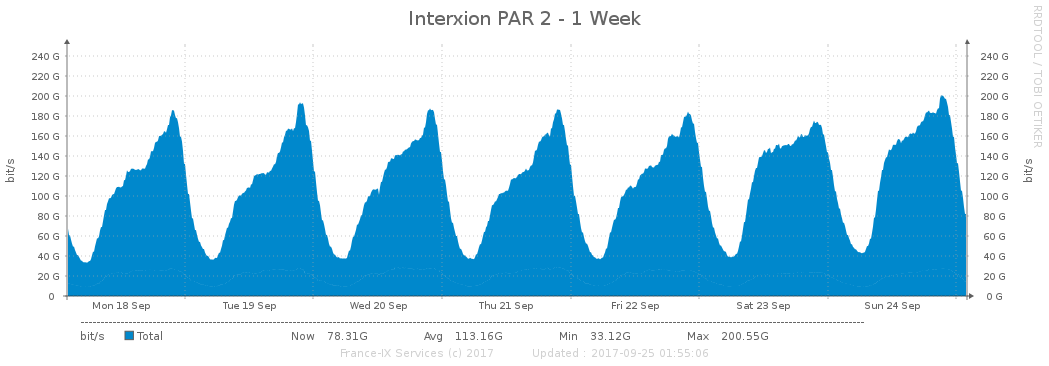 Interxion PAR 2 - 1 Week
RRDTOOL / TOBI OETIKER
bit/s
240 G 240 G
220 G 220 G
200 G 200 G
180 G 180 G
160 G 160 G
140 G 140 G
120 G 120 G
100 G 100 G
80 G 80 G
60 G 60 G
40 G 40 G
20 G 20 G
0 0 G
bit/s
Mon 18 Sep Tue 19 Sep Wed 20 Sep Thu 21 Sep Fri 22 Sep Sat 23 Sep Sun 24 Sep
bit/s Total Now 78.31G Avg 113.16G Min 33.12G Max 200.55G
France-IX Services (c) 2017 Updated : 2017-09-25 01:55:06